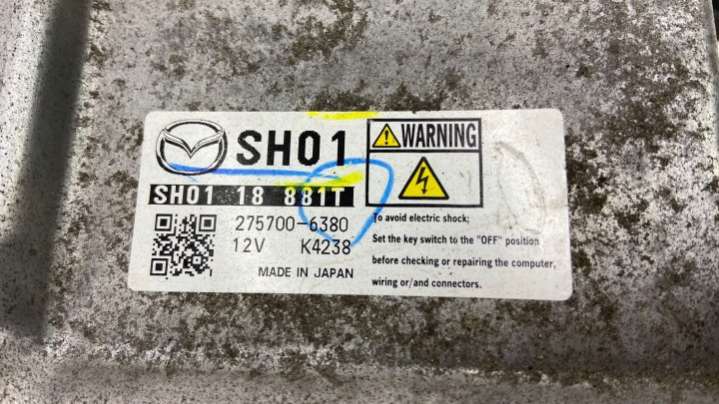 SH01
WARNING
SH01 18 881T
275700-6380
12V K4238
MADE IN JAPAN
To avoid electric shock;
Set the key switch to the "OFF" position
before checking or repairing the computer,
wiring or/and connectors.